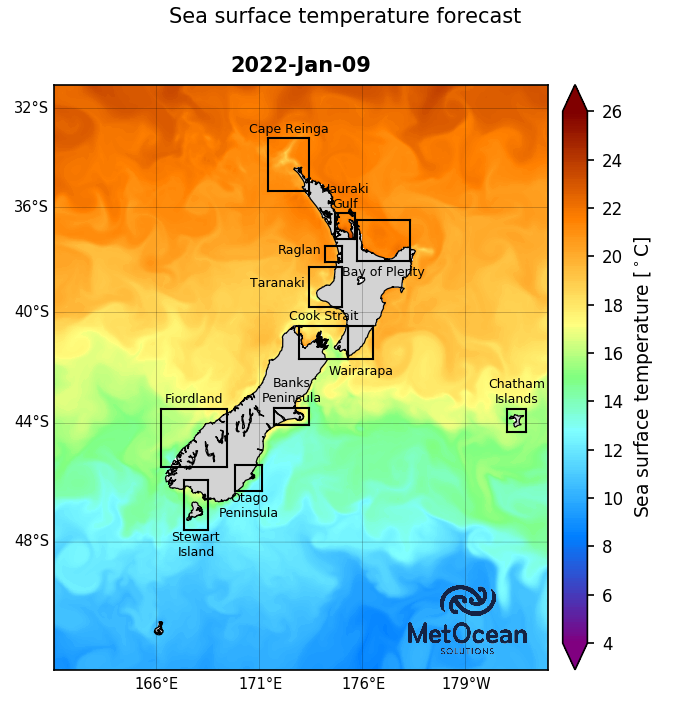 Sea surface temperature forecast
2022-Jan-09
32°S
36°S
40°S
44°S
48°S
166°E
171°E
176°E
179°W
Cape Reinga
Hauraki
Gulf
Raglan
Bay of Plenty
Taranaki
Cook Strait
Wairarapa
Banks
Peninsula
Fiordland
Chatham
Islands
Otago
Peninsula
Stewart
Island
MetOcean
SOLUTIONS
26
24
22
20
18
16
14
12
10
8
6
4
Sea surface temperature [°C]